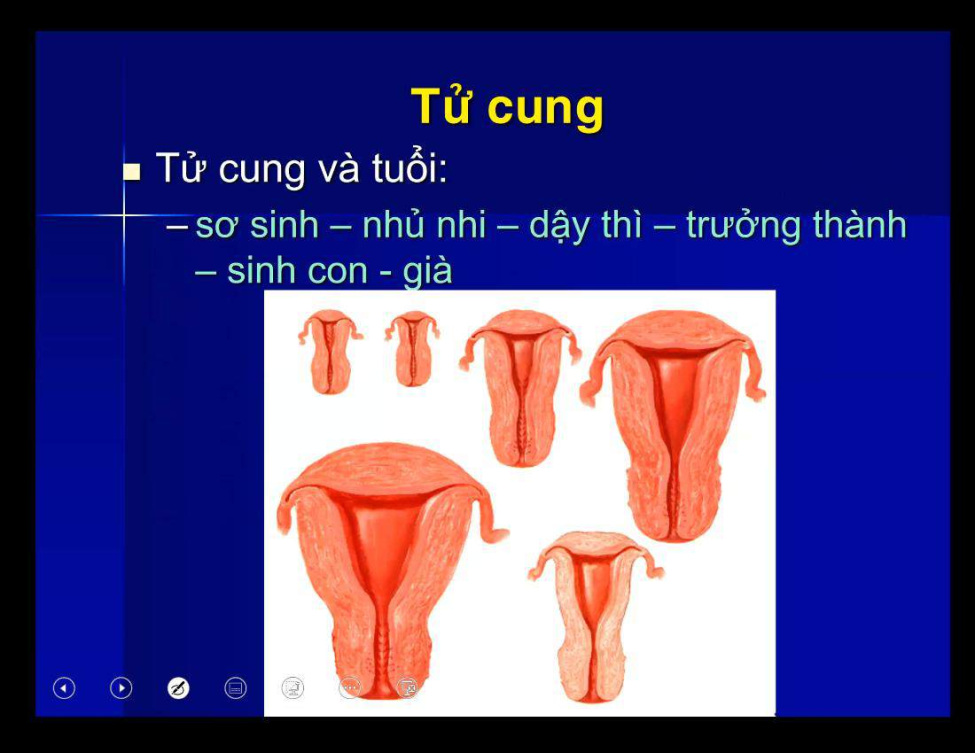 Tử cung
Tử cung và tuổi:
– sơ sinh – nhủ nhi – dậy thì – trưởng thành
– sinh con - già